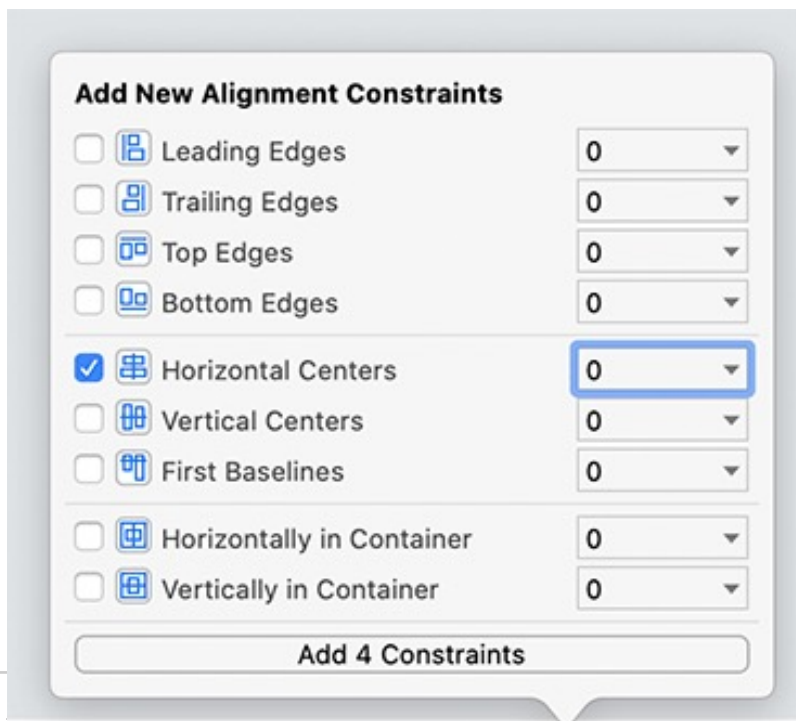 Add New Alignment Constraints
Leading Edges 0
Trailing Edges 0
Top Edges 0
Bottom Edges 0
Horizontal Centers 0
Vertical Centers 0
First Baselines 0
Horizontally in Container 0
Vertically in Container 0
Add 4 Constraints